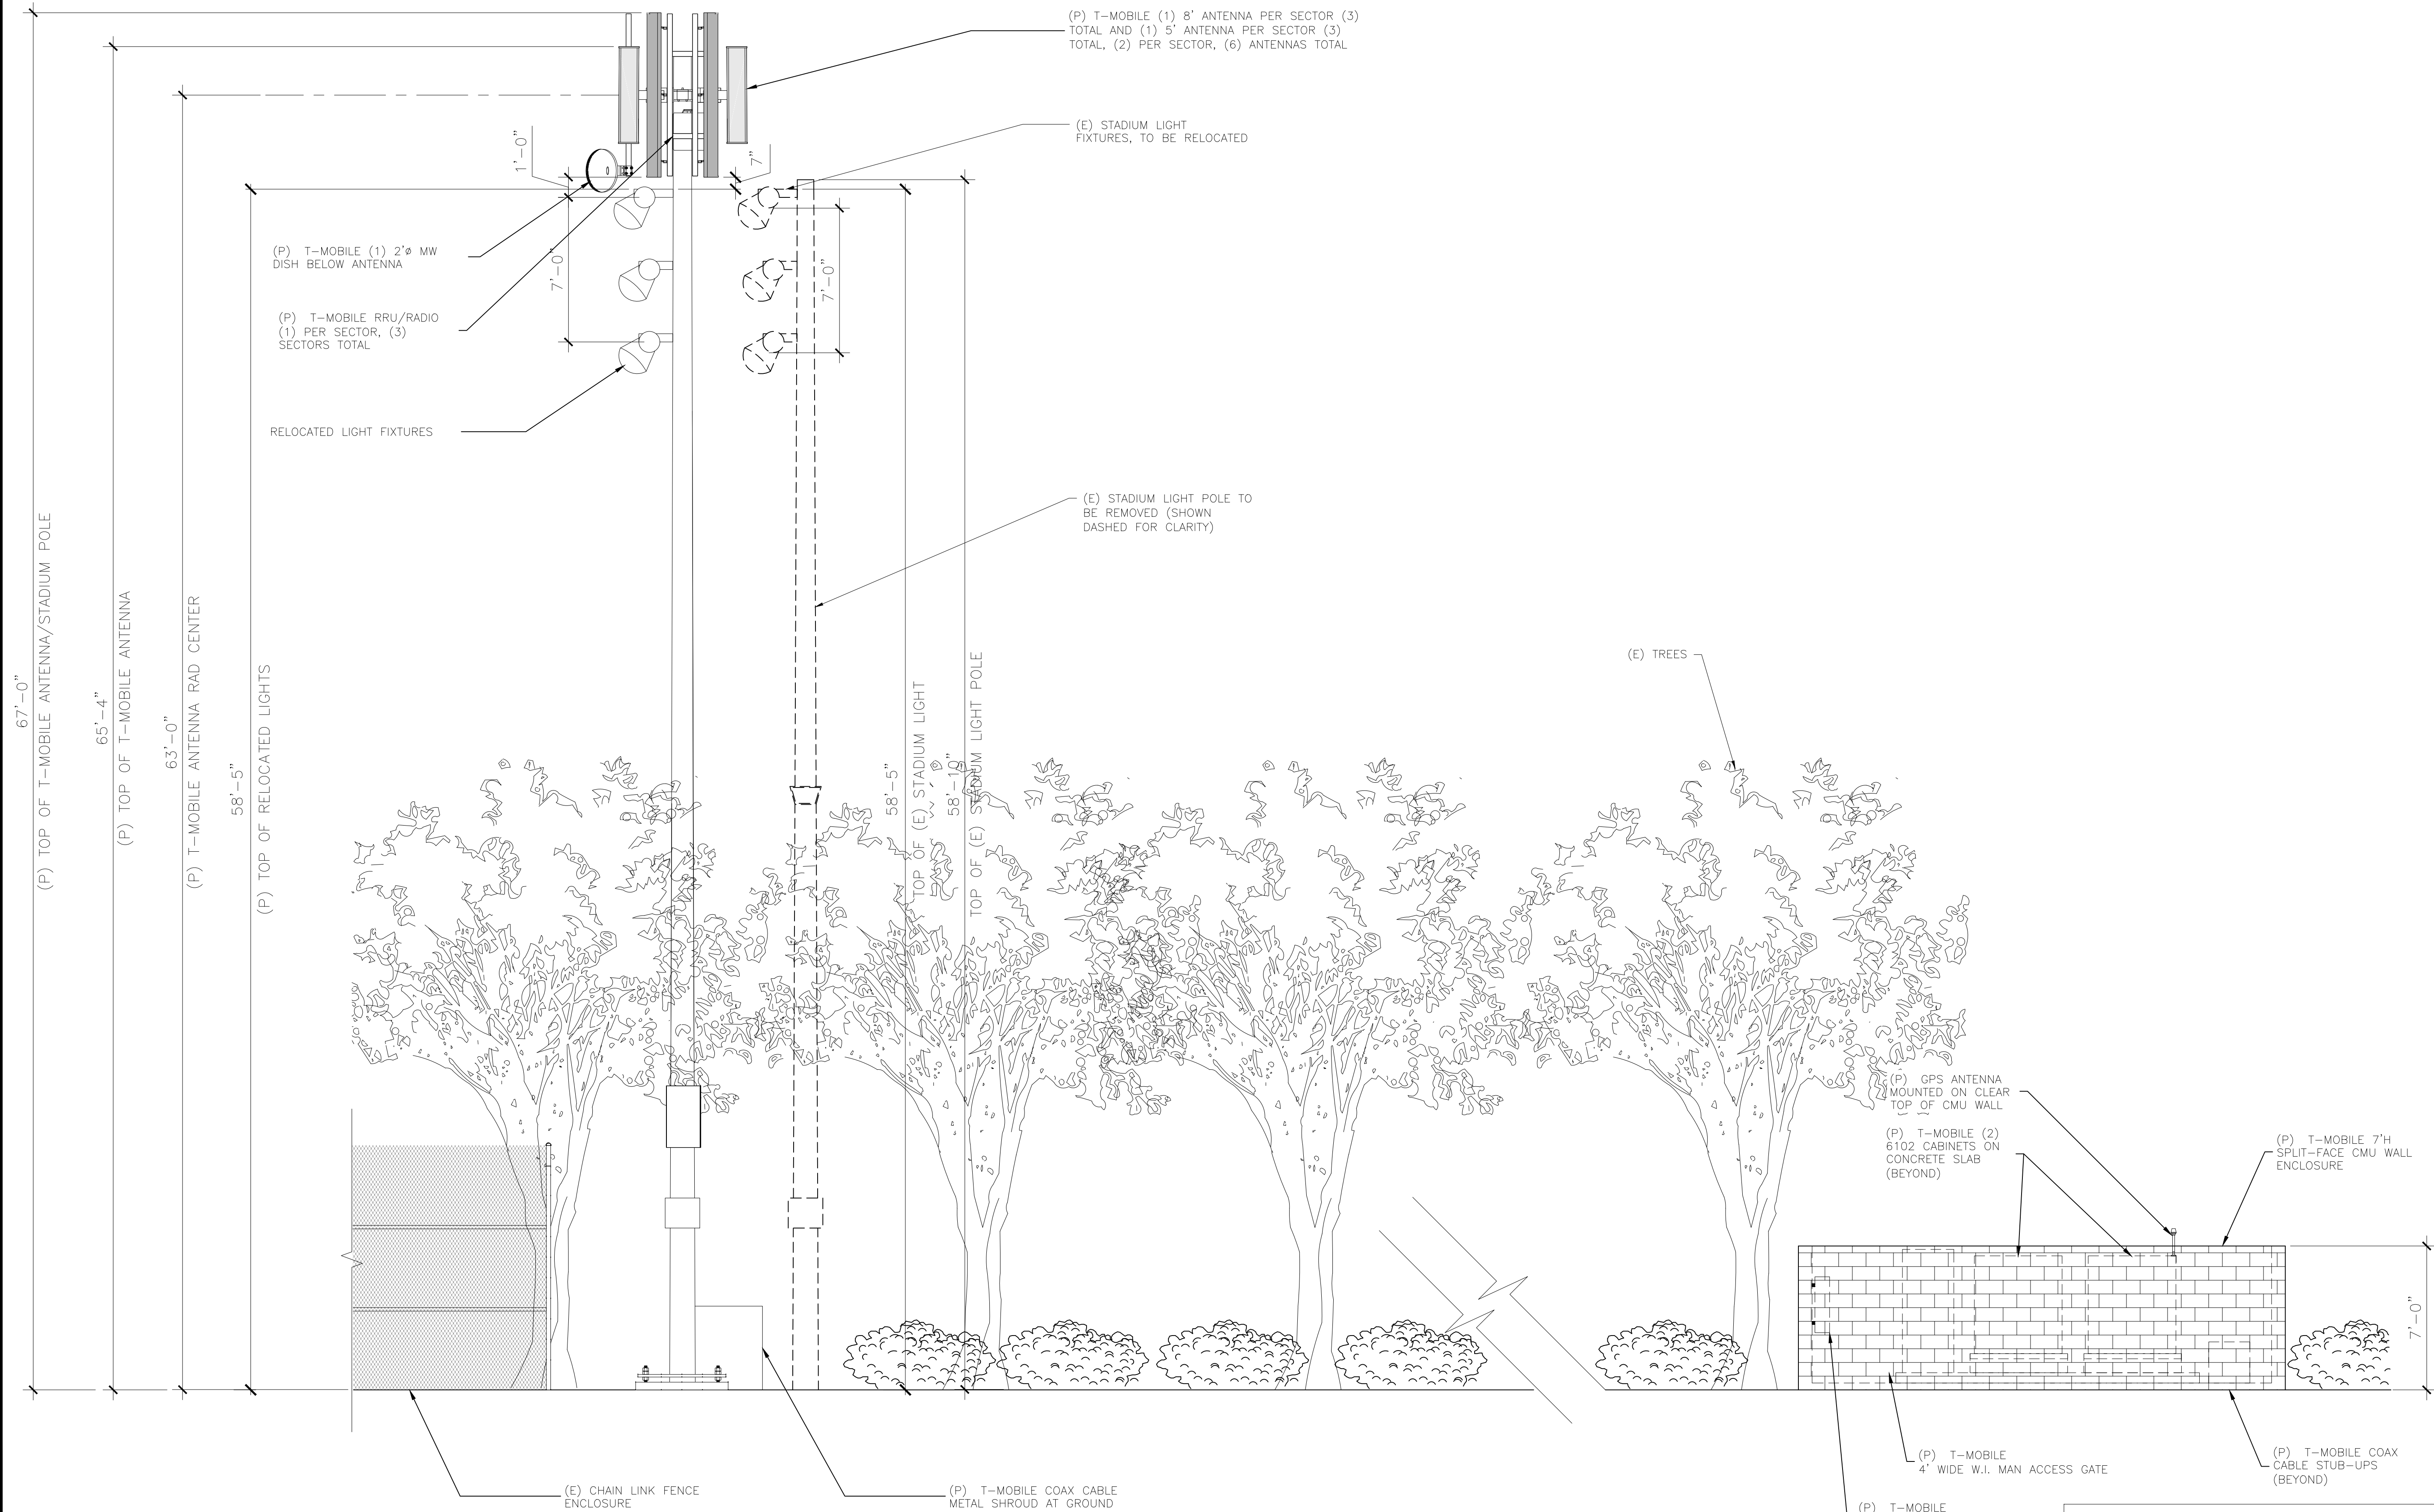 (P) T-MOBILE (1) 8' ANTENNA PER SECTOR (3)
TOTAL AND (1) 5' ANTENNA PER SECTOR (3)
TOTAL, (2) PER SECTOR, (6) ANTENNAS TOTAL
(E) STADIUM LIGHT
FIXTURES, TO BE RELOCATED
1'-0"
7"
(P) T-MOBILE (1) 2'ø MW
DISH BELOW ANTENNA
7'-0"
7'-0"
(P) T-MOBILE RRU/RADIO
(1) PER SECTOR, (3)
SECTORS TOTAL
RELOCATED LIGHT FIXTURES
(E) STADIUM LIGHT POLE TO
BE REMOVED (SHOWN
DASHED FOR CLARITY)
67'-0"
(P) TOP OF T-MOBILE ANTENNA/STADIUM POLE
65'-4"
(P) TOP OF T-MOBILE ANTENNA
63'-0"
(P) T-MOBILE ANTENNA RAD CENTER
58'-5"
(P) TOP OF RELOCATED LIGHTS
58'-5"
TOP OF (E) STADIUM LIGHT
58'-10"
TOP OF (E) STADIUM LIGHT POLE
(E) TREES
(P) GPS ANTENNA
MOUNTED ON CLEAR
TOP OF CMU WALL
(P) T-MOBILE (2)
6102 CABINETS ON
CONCRETE SLAB
(BEYOND)
(P) T-MOBILE 7'H
SPLIT-FACE CMU WALL
ENCLOSURE
7'-0"
(P) T-MOBILE
4' WIDE W.I. MAN ACCESS GATE
(P) T-MOBILE COAX
CABLE STUB-UPS
(BEYOND)
(E) CHAIN LINK FENCE
ENCLOSURE
(P) T-MOBILE COAX CABLE
METAL SHROUD AT GROUND
(P) T-MOBILE